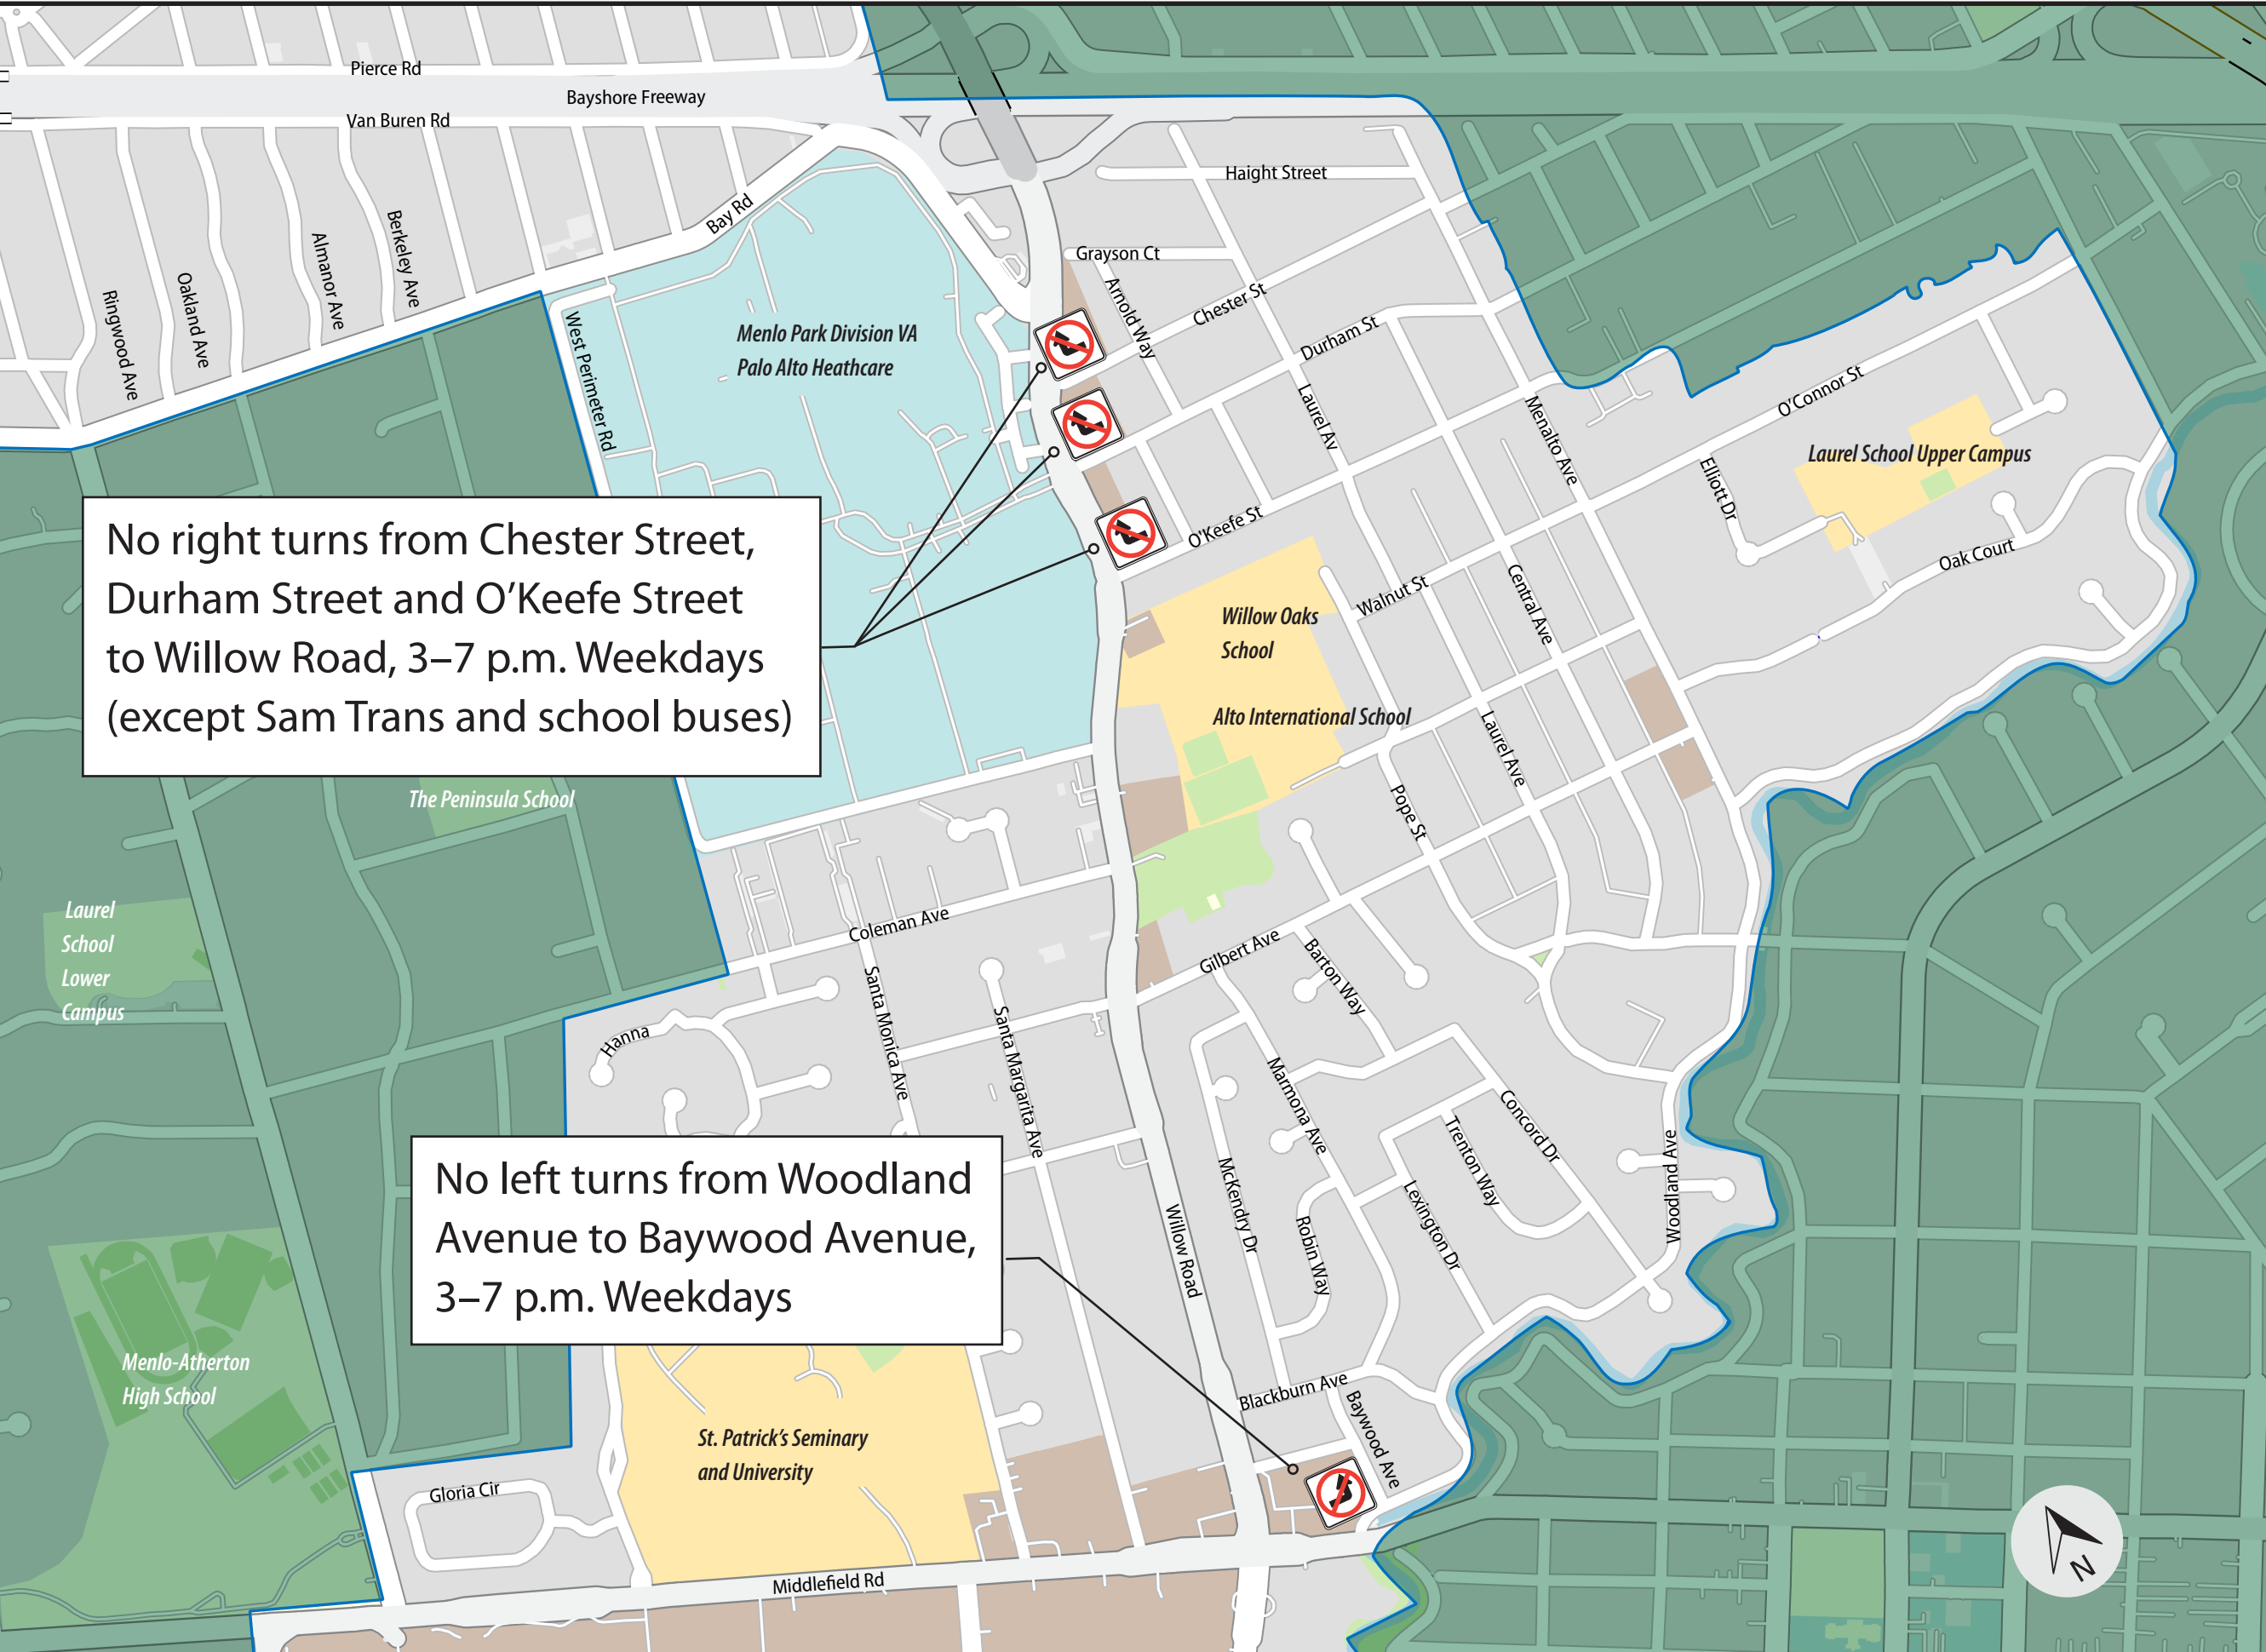 Pierce Rd
Bayshore Freeway
Van Buren Rd
Haight Street
Bay Rd
Berkeley Ave
Almanor Ave
Oakland Ave
Ringwood Ave
Grayson Ct
Arnold Way
Chester St
Durham St
West Perimeter Rd
Menlo Park Division VA
Palo Alto Heathcare
Laurel Av
Menalto Ave
O'Connor St
Laurel School Upper Campus
Elliott Dr
Oak Court
O'Keefe St
No right turns from Chester Street,
Durham Street and O'Keefe Street
to Willow Road, 3–7 p.m. Weekdays
(except Sam Trans and school buses)
Willow Oaks
School
Walnut St
Central Ave
Alto International School
Laurel Ave
Pope St
The Peninsula School
Laurel
School
Lower
Campus
Coleman Ave
Gilbert Ave
Barton Way
Santa Monica Ave
Santa Margarita Ave
Hanna
Marmona Ave
Concord Dr
Trenton Way
Woodland Ave
McKendry Dr
Lexington Dr
Robin Way
Willow Road
No left turns from Woodland
Avenue to Baywood Avenue,
3–7 p.m. Weekdays
Menlo-Atherton
High School
Blackburn Ave
Baywood Ave
St. Patrick's Seminary
and University
Gloria Cir
Middlefield Rd
N